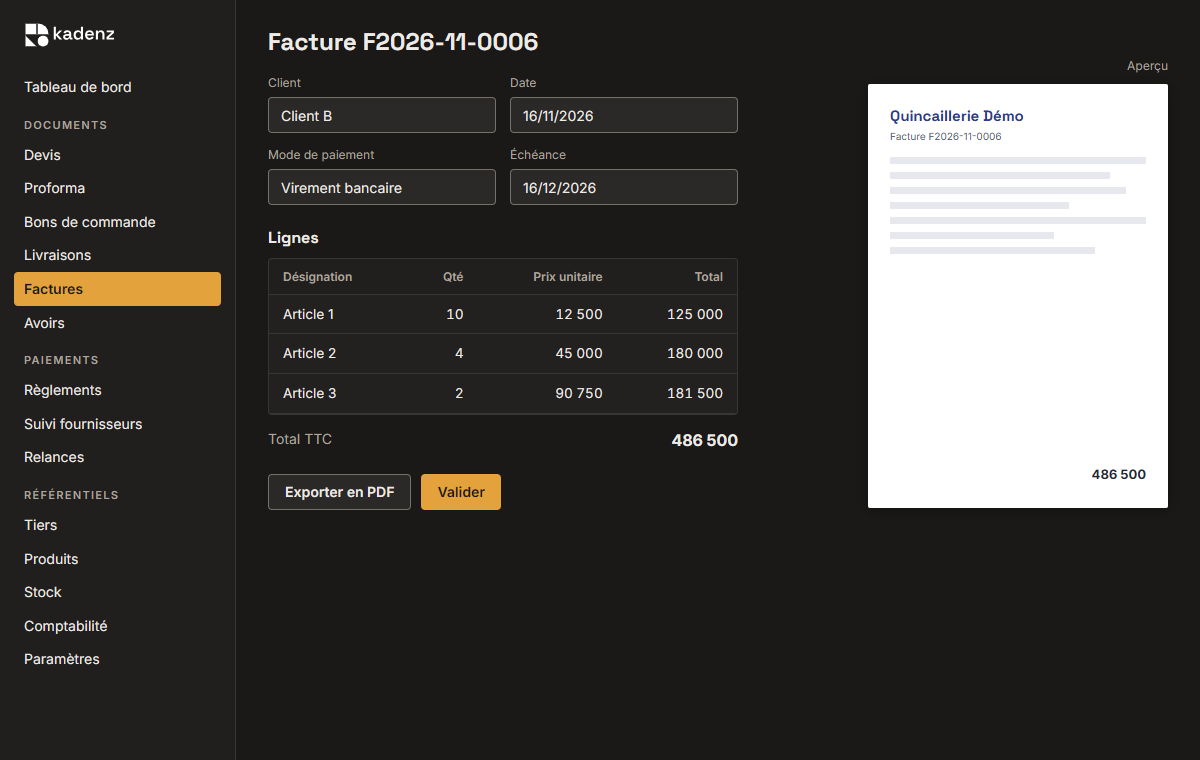 kadenz
Tableau de bord
DOCUMENTS
Devis
Proforma
Bons de commande
Livraisons
Factures
Avoirs
PAIEMENTS
Règlements
Suivi fournisseurs
Relances
RÉFÉRENTIELS
Tiers
Produits
Stock
Comptabilité
Paramètres
Facture F2026-11-0006
Client Date
Client B 16/11/2026
Mode de paiement Échéance
Virement bancaire 16/12/2026
Lignes
Désignation Qté Prix unitaire Total
Article 1 10 12 500 125 000
Article 2 4 45 000 180 000
Article 3 2 90 750 181 500
Total TTC 486 500
Exporter en PDF Valider
Aperçu
Quincaillerie Démo
Facture F2026-11-0006
486 500